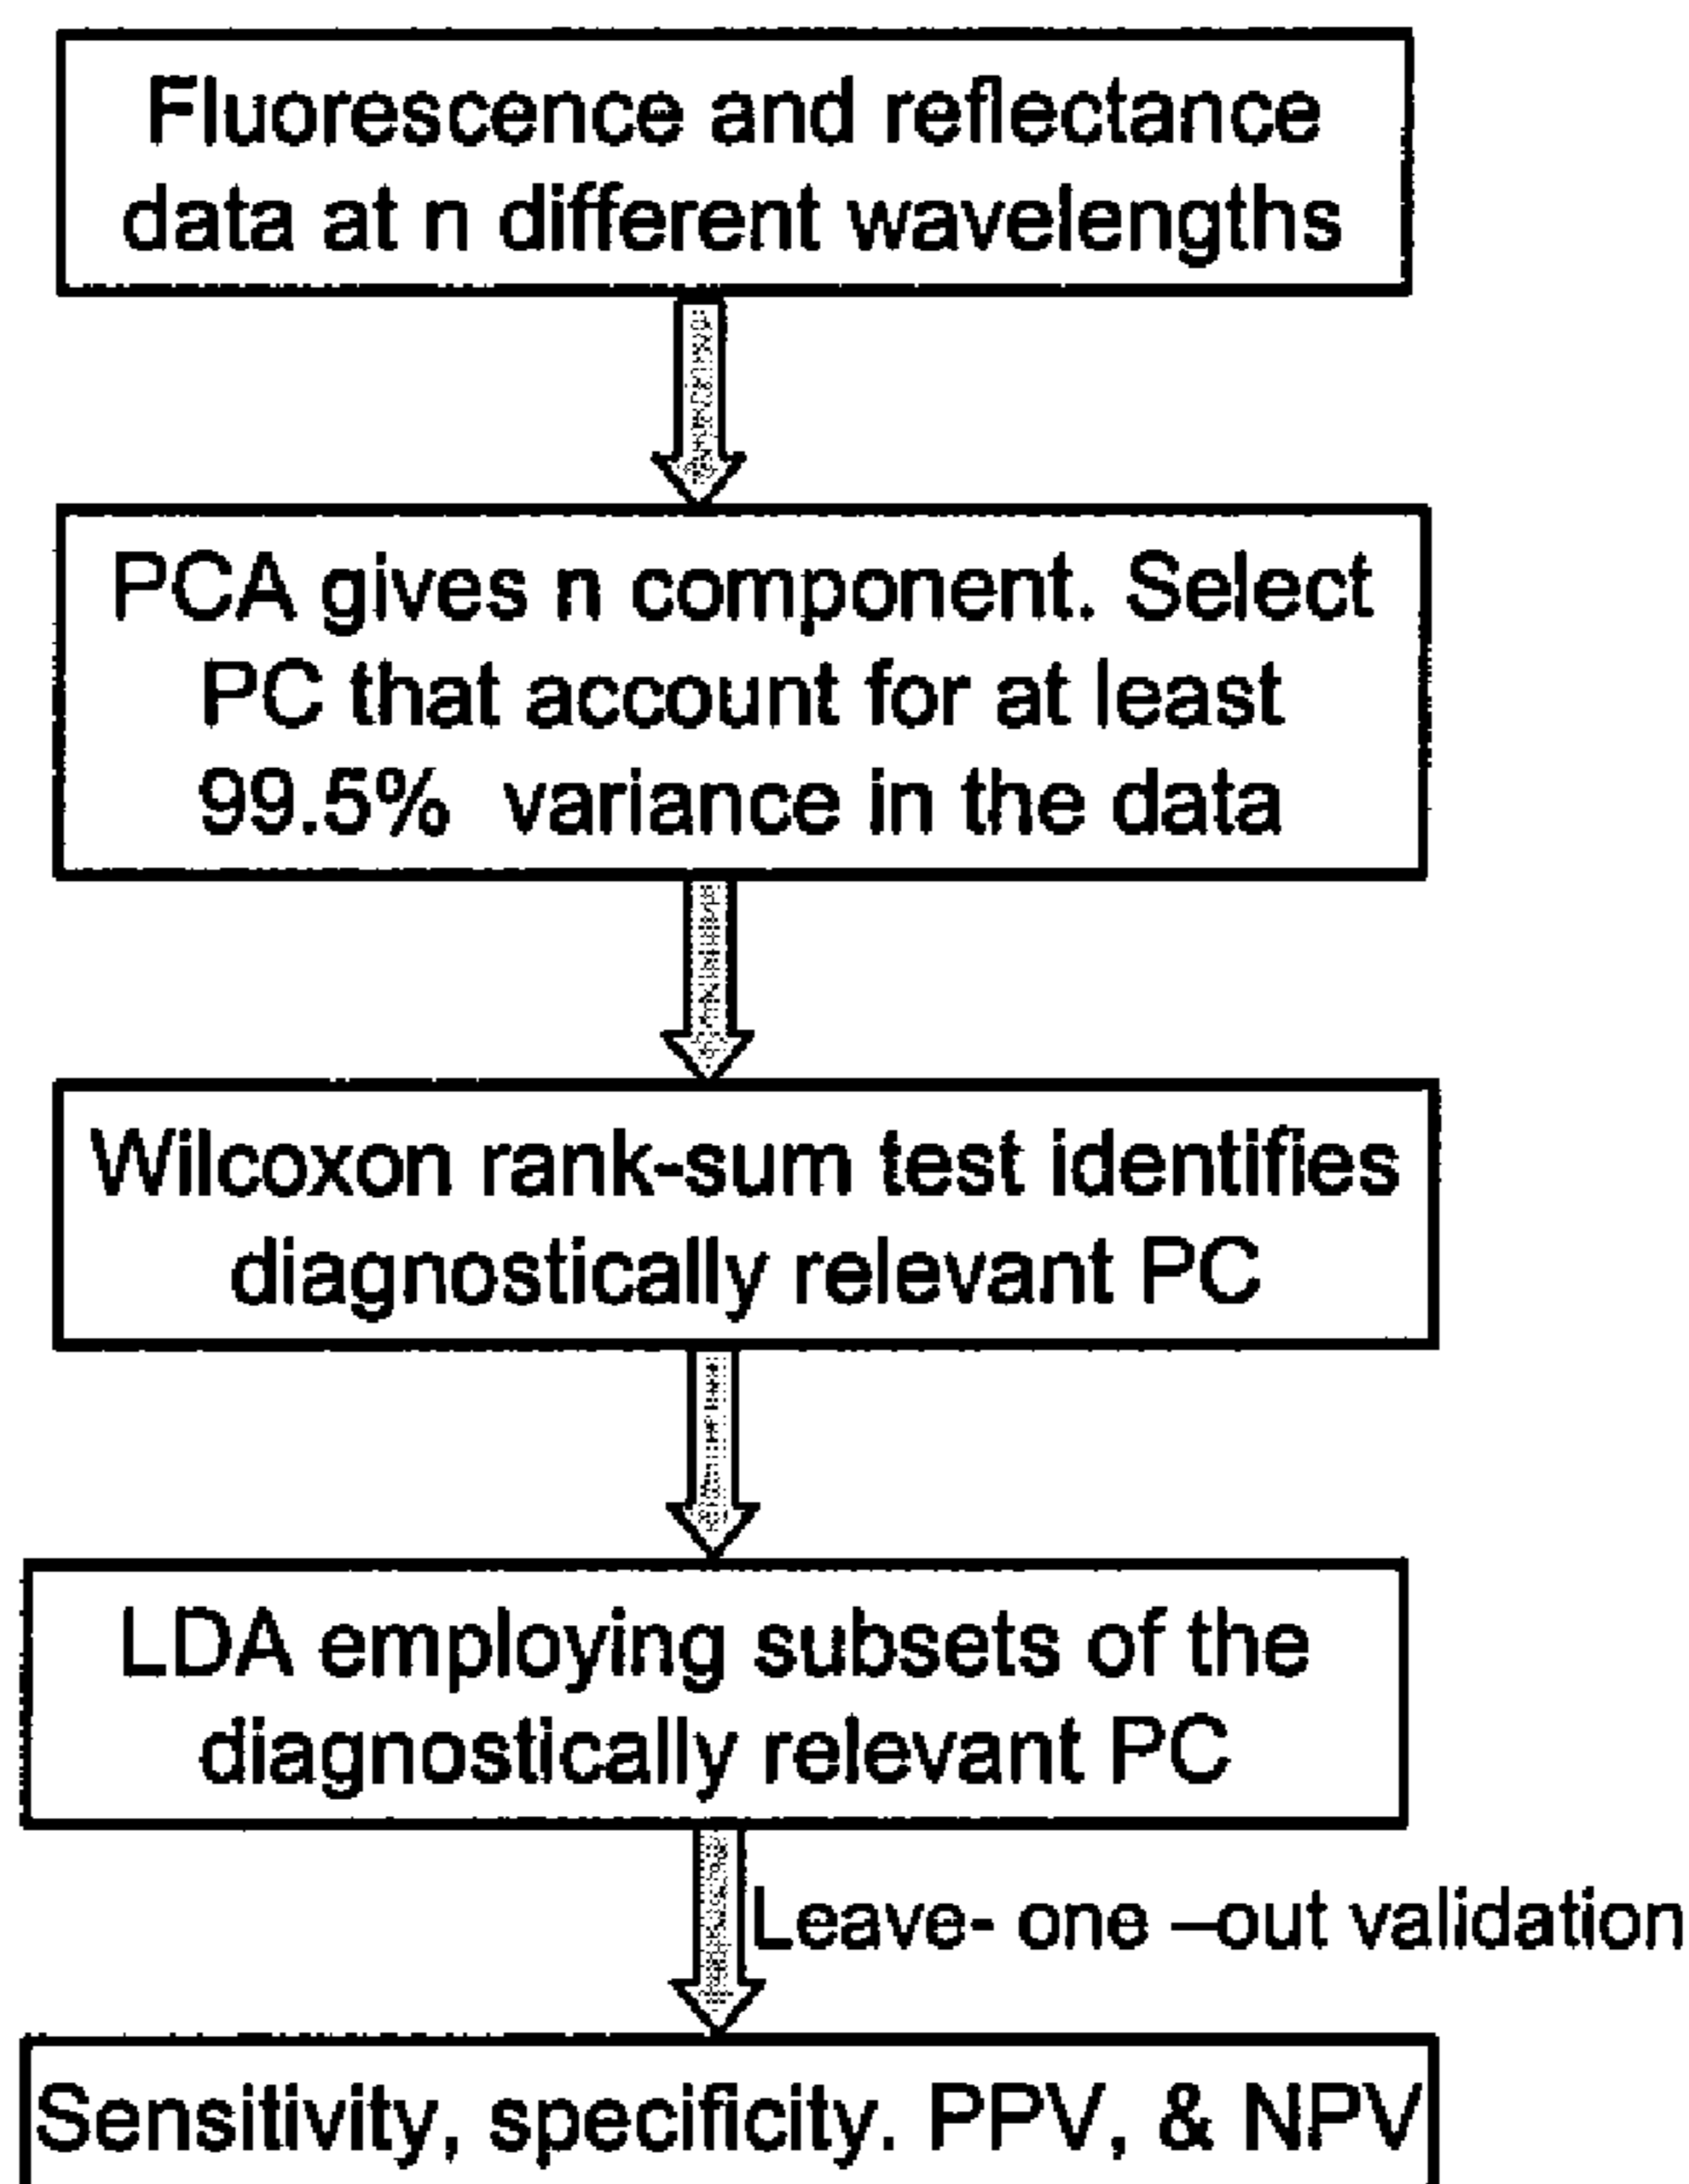 Fluorescence and reflectance
data at n different wavelengths
PCA gives n component. Select
PC that account for at least
99.5% variance in the data
Wilcoxon rank-sum test identifies
diagnostically relevant PC
LDA employing subsets of the
diagnostically relevant PC
Leave- one –out validation
Sensitivity, specificity. PPV, & NPV